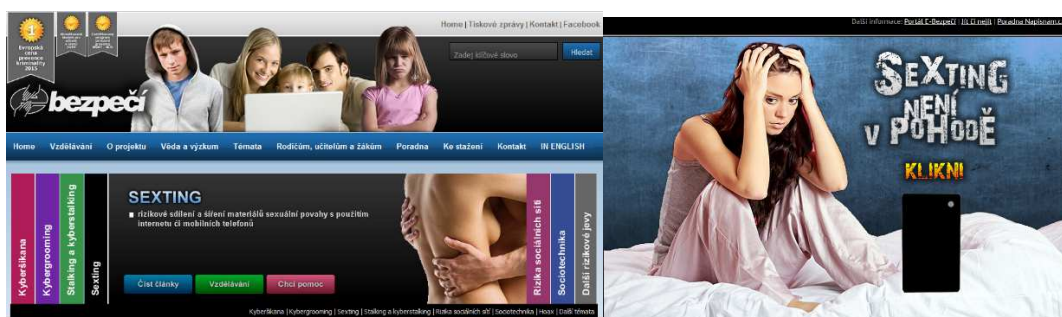 Home | Tiskové zprávy | Kontakt | Facebook
1
Evropská
cena
prevence
kriminality
2015
Zadej klíčové slovo
Hledat
bezpečí
Home Vzdělávání O projektu Věda a výzkum Témata Rodičům, učitelům a žákům Poradna Ke stažení Kontakt IN ENGLISH
Kyberšikana
Kybergrooming
Stalking a kyberstalking
Sexting
SEXTING
rizikové sdílení a šíření materiálů sexuální povahy s použitím
internetu či mobilních telefonů
Číst články Vzdělávání Chci pomoc
Rizika sociálních sítí
Sociotechnika
Další rizikové jevy
Kyberšikana | Kybergrooming | Sexting | Stalking a kyberstalking | Rizika sociálních sítí | Sociotechnika | Hoax | Další témata
Další informace: Portál E-Bezpečí | Jít či nejít | Poradna Napisnam.c
SEXTING
NENÍ
V POHODĚ
KLIKNI